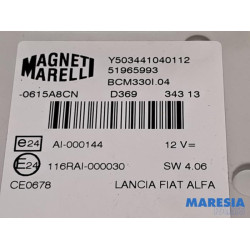 MAGNETI MARELLI
Y503441040112
51965993
BCM330I.04
-0615A8CN D369 343 13
e24 AI-000144 12 V=
E24 116RAI-000030 SW 4.06
CE0678 LANCIA FIAT ALFA
MARESIA